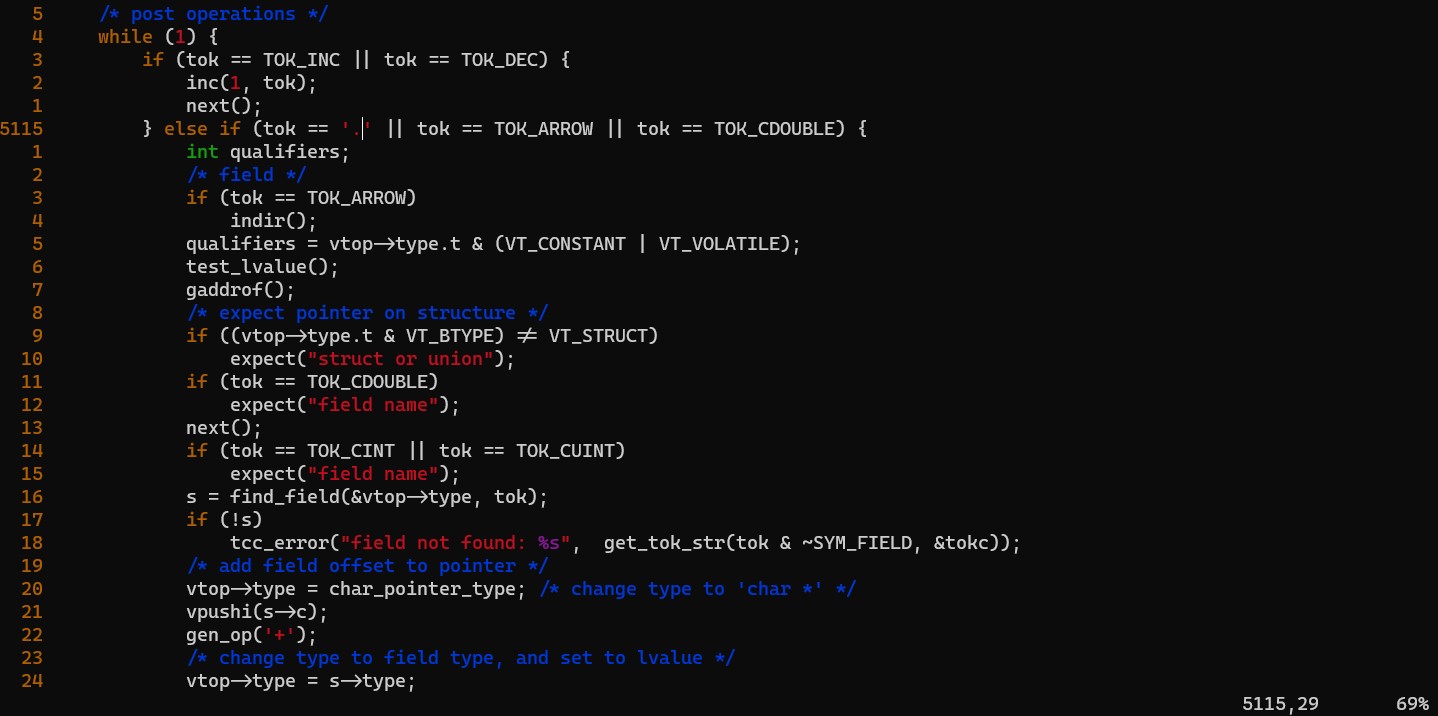 5     /* post operations */
4     while (1) {
3         if (tok == TOK_INC || tok == TOK_DEC) {
2             inc(1, tok);
1             next();
5115         } else if (tok == '.' || tok == TOK_ARROW || tok == TOK_CDOUBLE) {
1             int qualifiers;
2             /* field */
3             if (tok == TOK_ARROW)
4                 indir();
5             qualifiers = vtop->type.t & (VT_CONSTANT | VT_VOLATILE);
6             test_lvalue();
7             gaddrof();
8             /* expect pointer on structure */
9             if ((vtop->type.t & VT_BTYPE) != VT_STRUCT)
10                 expect("struct or union");
11             if (tok == TOK_CDOUBLE)
12                 expect("field name");
13             next();
14             if (tok == TOK_CINT || tok == TOK_CUINT)
15                 expect("field name");
16             s = find_field(&vtop->type, tok);
17             if (!s)
18                 tcc_error("field not found: %s",  get_tok_str(tok & ~SYM_FIELD, &tokc));
19             /* add field offset to pointer */
20             vtop->type = char_pointer_type; /* change type to 'char *' */
21             vpushi(s->c);
22             gen_op('+');
23             /* change type to field type, and set to lvalue */
24             vtop->type = s->type;
5115,29 69%